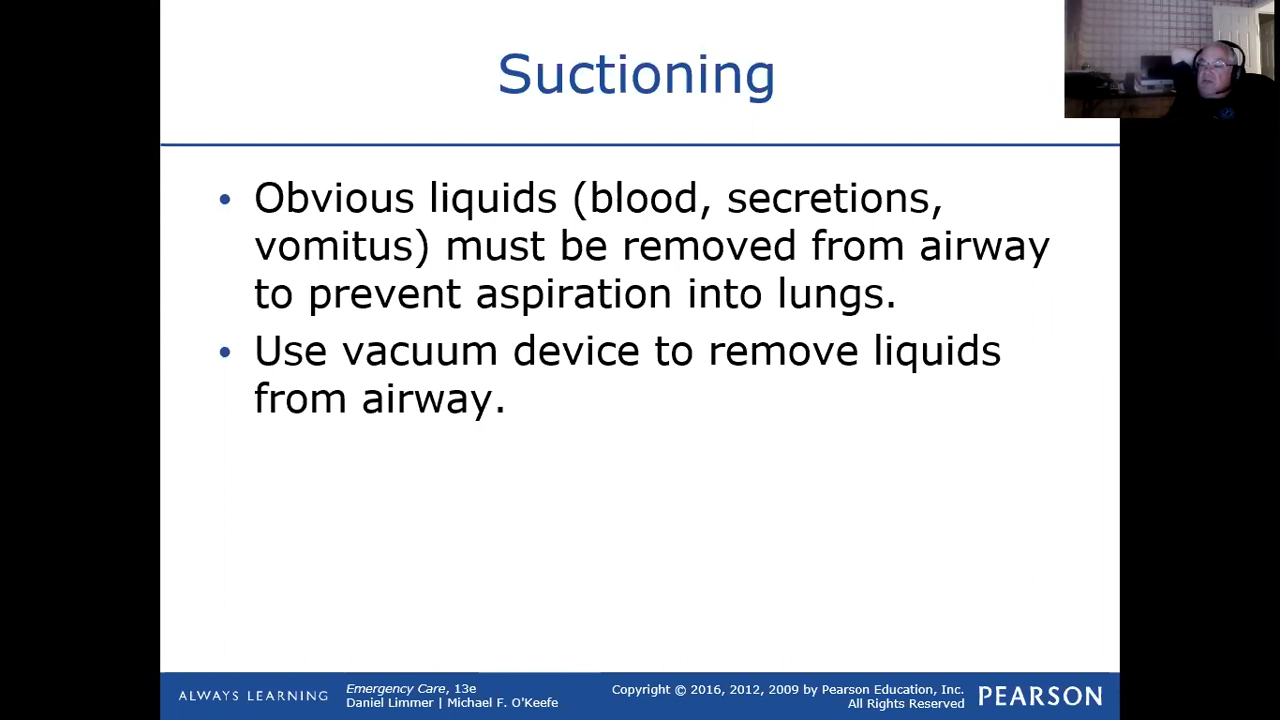 Suctioning
• Obvious liquids (blood, secretions,
vomitus) must be removed from airway
to prevent aspiration into lungs.
• Use vacuum device to remove liquids
from airway.
ALWAYS LEARNING
Emergency Care, 13e
Daniel Limmer | Michael F. O'Keefe
Copyright © 2016, 2012, 2009 by Pearson Education, Inc.
All Rights Reserved
PEARSON